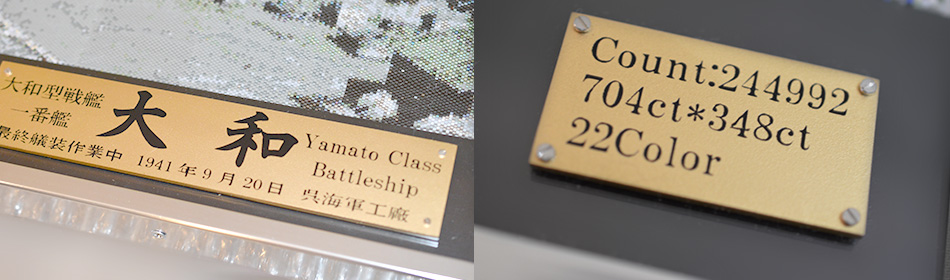 大和型戦艦
一番艦
大和
最終艤装作業中 1941年9月20日
Yamato Class
Battleship
呉海軍工廠
Count:244992
704ct*348ct
22Color